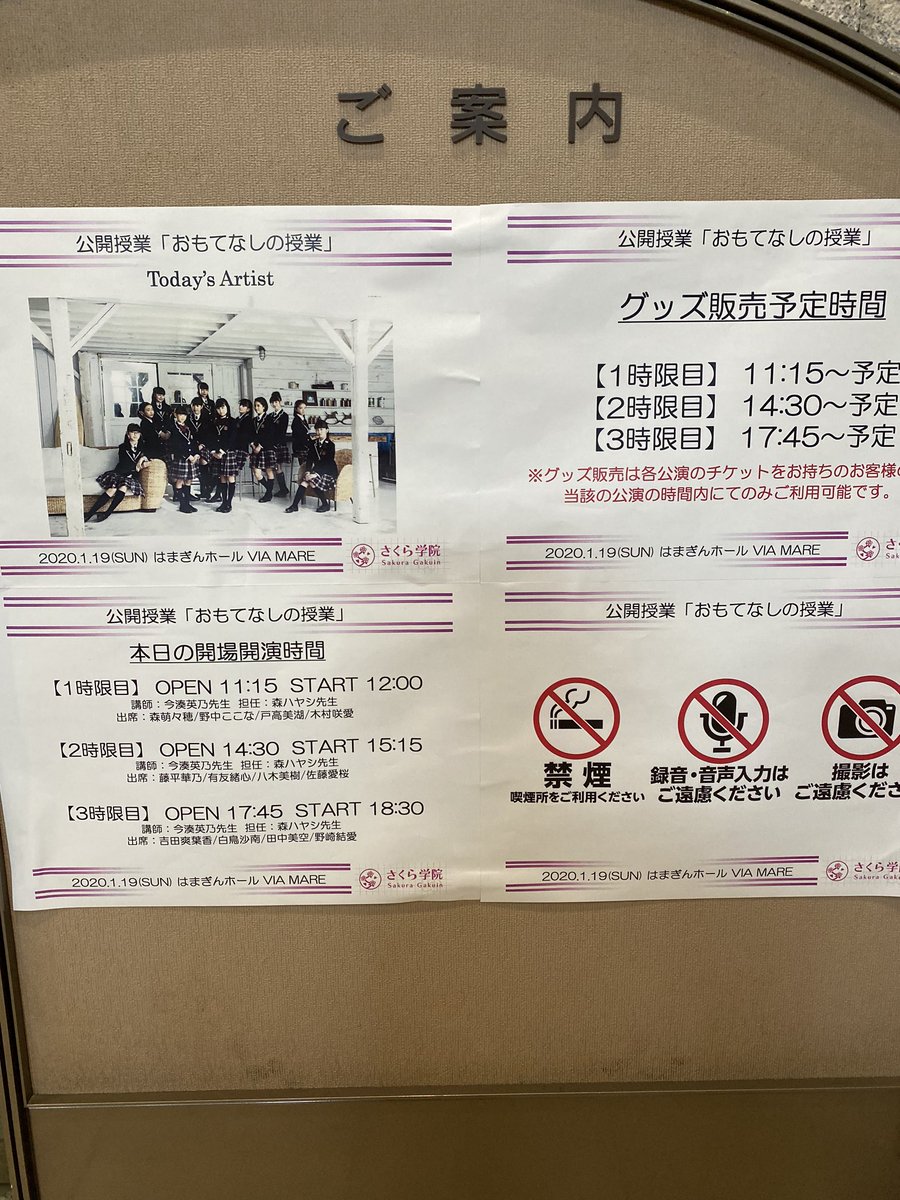 ご案内
公開授業「おもてなしの授業」
Today's Artist
2020.1.19(SUN) はまぎんホール VIA MARE
さくら学院
Sakura Gakuin
公開授業「おもてなしの授業」
グッズ販売予定時間
【1時限目】 11:15〜予定
【2時限目】 14:30〜予定
【3時限目】 17:45〜予定
※グッズ販売は各公演のチケットをお持ちのお客様の
当該の公演の時間内にてのみご利用可能です。
2020.1.19(SUN) はまぎんホール VIA MARE
さ
Sak
公開授業「おもてなしの授業」
本日の開場開演時間
【1時限目】 OPEN 11:15 START 12:00
講師：今湊英乃先生 担任：森ハヤシ先生
出席：森萌々穂/野中ここな/戸高美湖/木村咲愛
【2時限目】 OPEN 14:30 START 15:15
講師：今湊英乃先生 担任：森ハヤシ先生
出席：藤平華乃/有友緒心/八木美樹/佐藤愛桜
【3時限目】 OPEN 17:45 START 18:30
講師：今湊英乃先生 担任：森ハヤシ先生
出席：吉田爽葉香/白鳥沙南/田中美空/野崎結愛
2020.1.19(SUN) はまぎんホール VIA MARE
さくら学院
Sakura Gakuin
公開授業「おもてなしの授業」
禁煙
喫煙所をご利用ください
録音・音声入力は
ご遠慮ください
撮影は
ご遠慮くださ
2020.1.19(SUN) はまぎんホール VIA MARE
さくら学院
Sakura Gaku